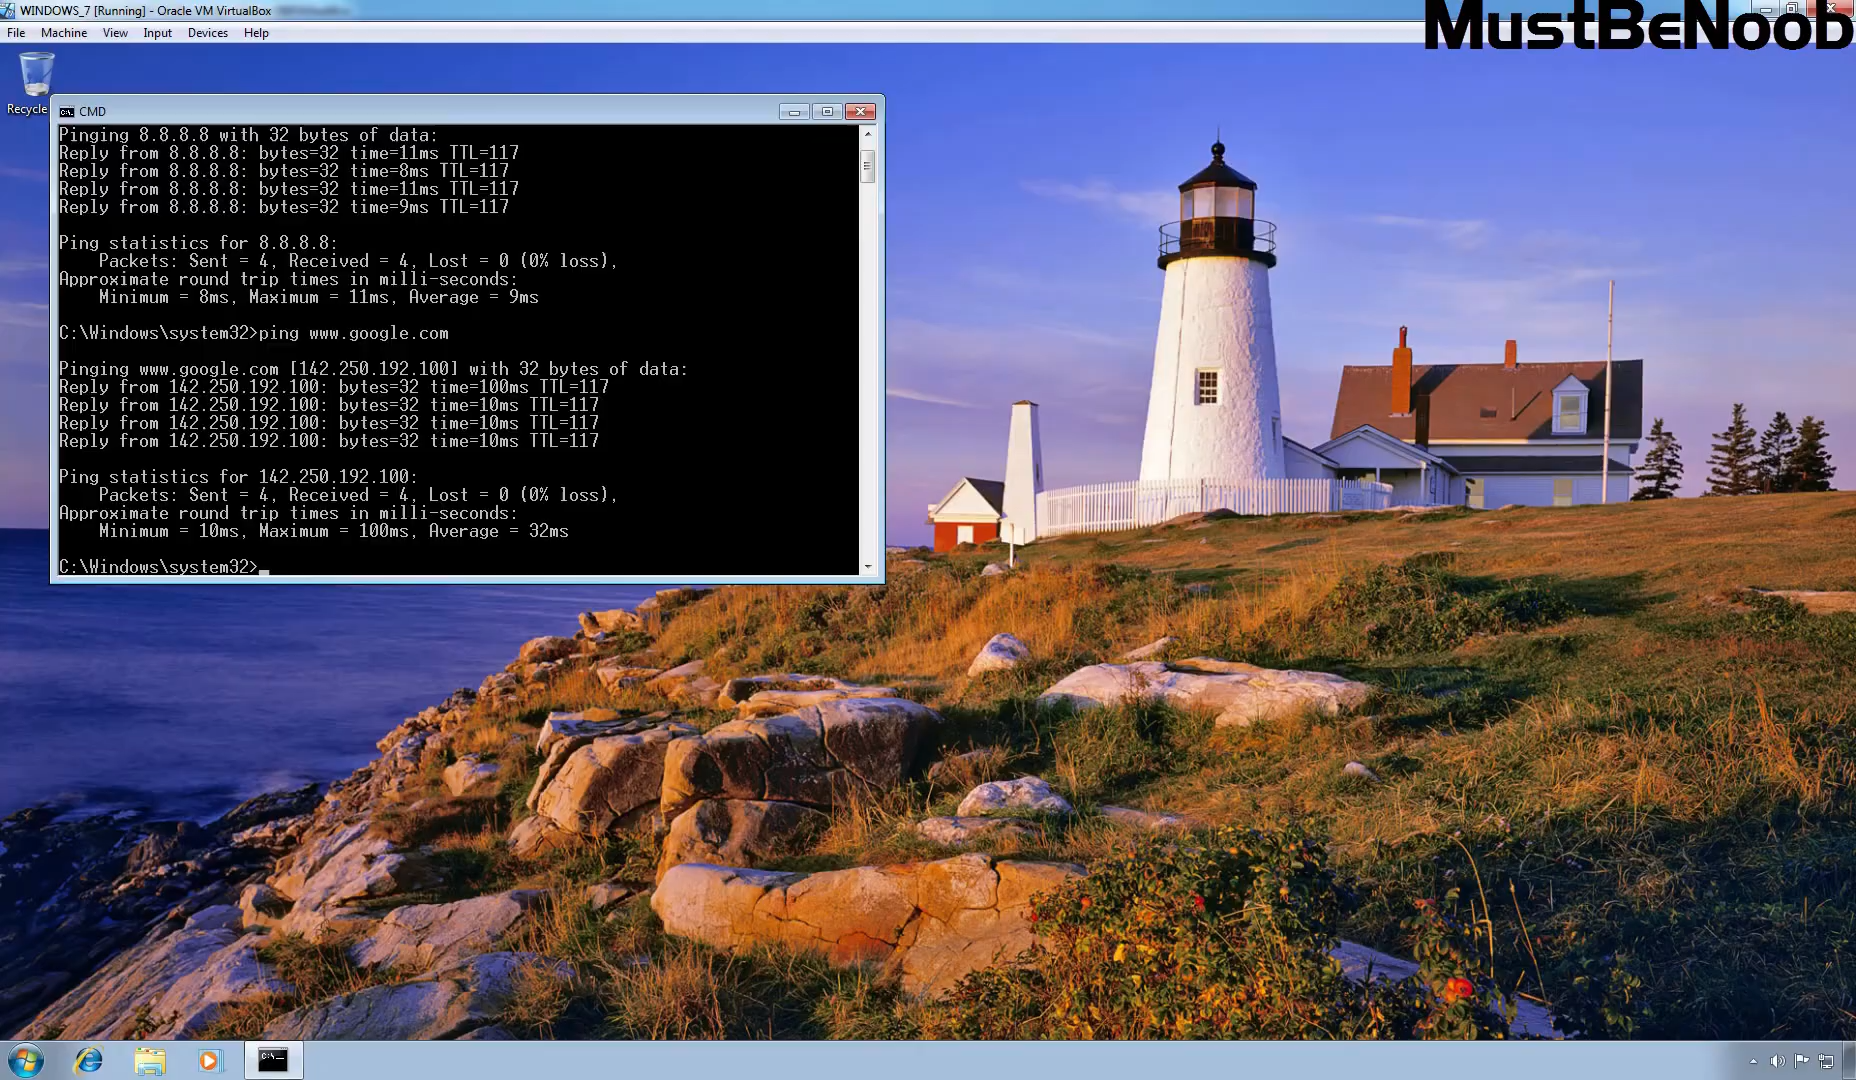 WINDOWS_7 [Running] - Oracle VM VirtualBox
MustBeNoob
File Machine View Input Devices Help
Recycle
C:\. CMD
Pinging 8.8.8.8 with 32 bytes of data:
Reply from 8.8.8.8: bytes=32 time=11ms TTL=117
Reply from 8.8.8.8: bytes=32 time=8ms TTL=117
Reply from 8.8.8.8: bytes=32 time=11ms TTL=117
Reply from 8.8.8.8: bytes=32 time=9ms TTL=117
Ping statistics for 8.8.8.8:
Packets: Sent = 4, Received = 4, Lost = 0 (0% loss),
Approximate round trip times in milli-seconds:
Minimum = 8ms, Maximum = 11ms, Average = 9ms
C:\Windows\system32>ping www.google.com
Pinging www.google.com [142.250.192.100] with 32 bytes of data:
Reply from 142.250.192.100: bytes=32 time=100ms TTL=117
Reply from 142.250.192.100: bytes=32 time=10ms TTL=117
Reply from 142.250.192.100: bytes=32 time=10ms TTL=117
Reply from 142.250.192.100: bytes=32 time=10ms TTL=117
Ping statistics for 142.250.192.100:
Packets: Sent = 4, Received = 4, Lost = 0 (0% loss),
Approximate round trip times in milli-seconds:
Minimum = 10ms, Maximum = 100ms, Average = 32ms
C:\Windows\system32>_
C:\_